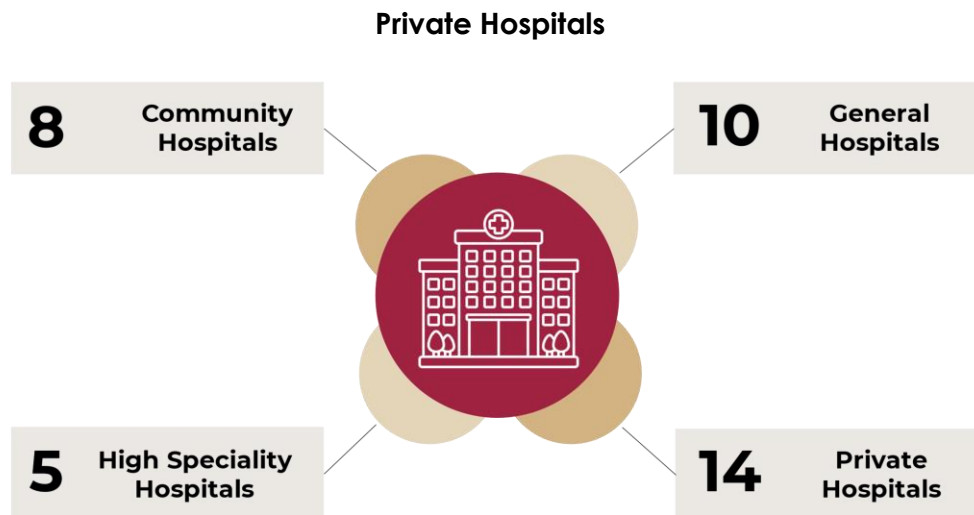 Private Hospitals
8
Community
Hospitals
10
General
Hospitals
5
High Speciality
Hospitals
14
Private
Hospitals